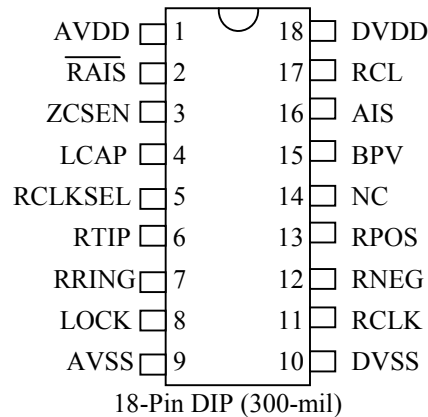 AVDD 1 18 DVDD
RAIS 2 17 RCL
ZCSEN 3 16 AIS
LCAP 4 15 BPV
RCLKSEL 5 14 NC
RTIP 6 13 RPOS
RRING 7 12 RNEG
LOCK 8 11 RCLK
AVSS 9 10 DVSS
18-Pin DIP (300-mil)